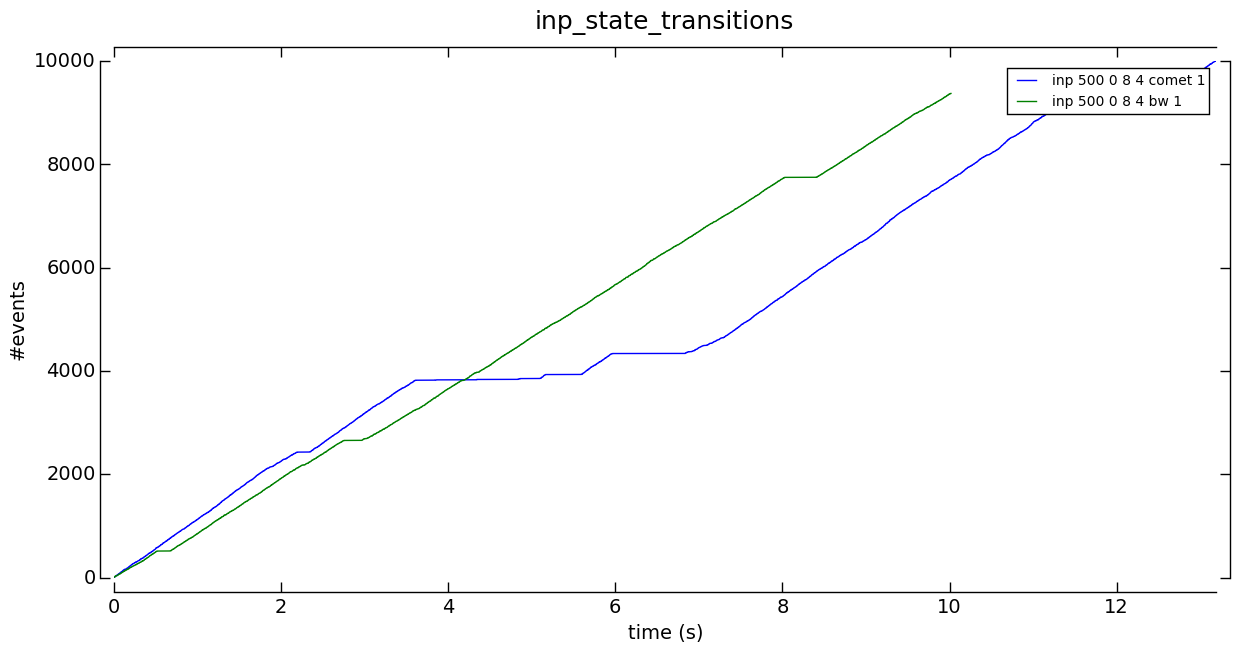 inp_state_transitions
10000
8000
6000
4000
2000
0
#events
inp 500 0 8 4 comet 1
inp 500 0 8 4 bw 1
0 2 4 6 8 10 12
time (s)